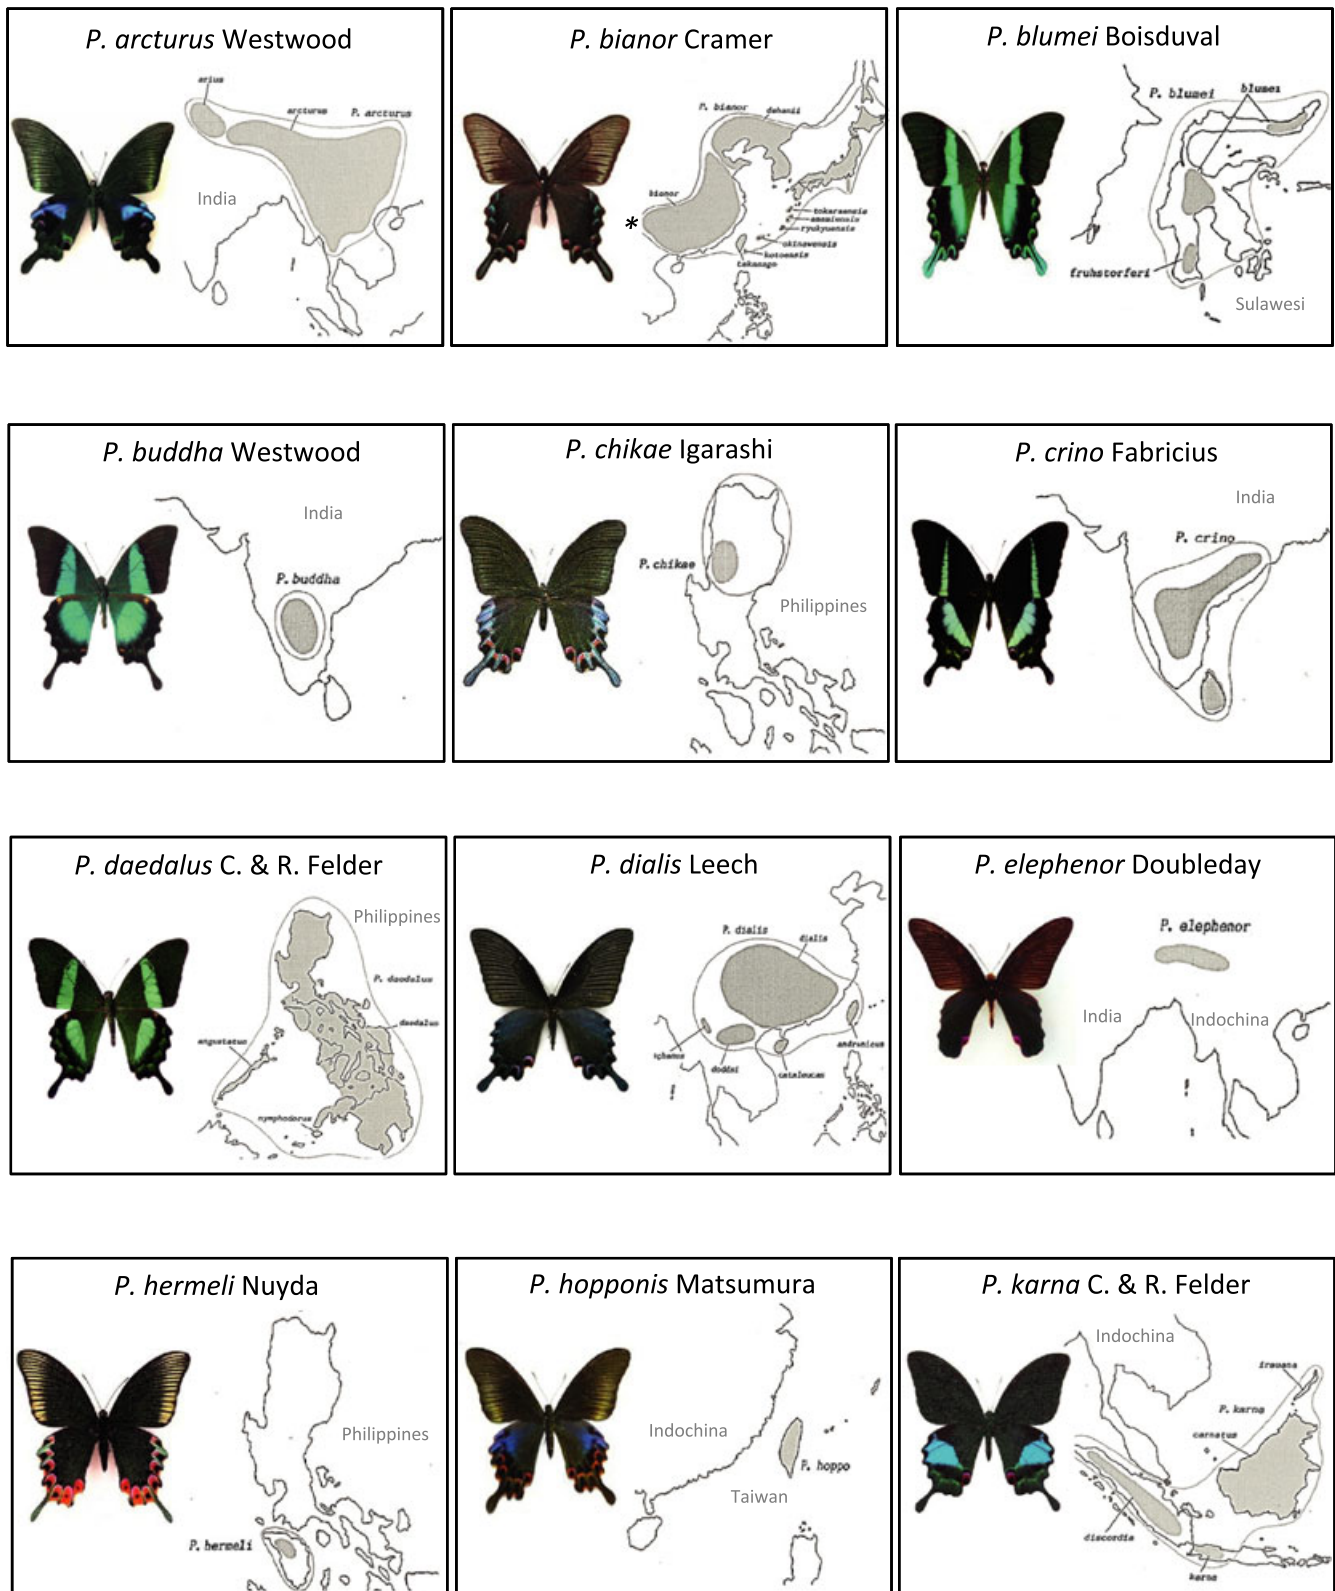 P. arcturus Westwood
arius
arcturus
P. arcturus
India
P. bianor Cramer
P. bianor
dehanii
bianor
*
tokaraensis
amamiensis
ryukyuensis
okinawensis
kotoensis
takasago
P. blumei Boisduval
P. blumei
blumei
fruhstorferi
Sulawesi
P. buddha Westwood
India
P. buddha
P. chikae Igarashi
P. chikae
Philippines
P. crino Fabricius
India
P. crino
P. daedalus C. & R. Felder
Philippines
P. daedalus
daedalus
angustatus
nymphodorus
P. dialis Leech
P. dialis
dialis
doddsi
cataleucas
andronicus
P. elephenor Doubleday
P. elephenor
India
Indochina
P. hermeli Nuyda
Philippines
P. hermeli
P. hopponis Matsumura
Indochina
P. hoppo
Taiwan
P. karna C. & R. Felder
Indochina
irauana
P. karna
carnatus
discordia
karna